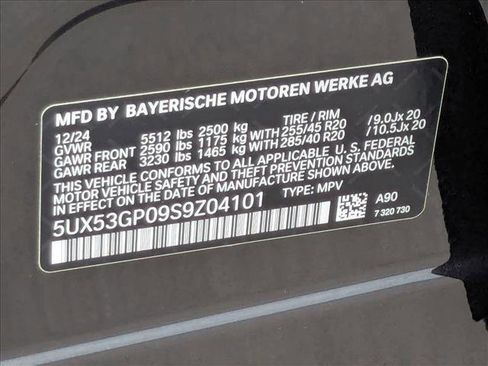 MFD BY BAYERISCHE MOTOREN WERKE AG
12/24 TIRE / RIM
GVWR 5512 lbs 2500 kg
GAWR FRONT 2590 lbs 1175 kg WITH 255/45 R20 /9.0Jx 20
GAWR REAR 3230 lbs 1465 kg WITH 285/40 R20 /10.5Jx 20
THIS VEHICLE CONFORMS TO ALL APPLICABLE U. S. FEDERAL
MOTOR VEHICLE SAFETY AND THEFT PREVENTION STANDARDS
IN EFFECT ON THE DATE OF MANUFACTURE SHOWN ABOVE.
5UX53GP09S9Z04101 TYPE: MPV
A90
7 320 730